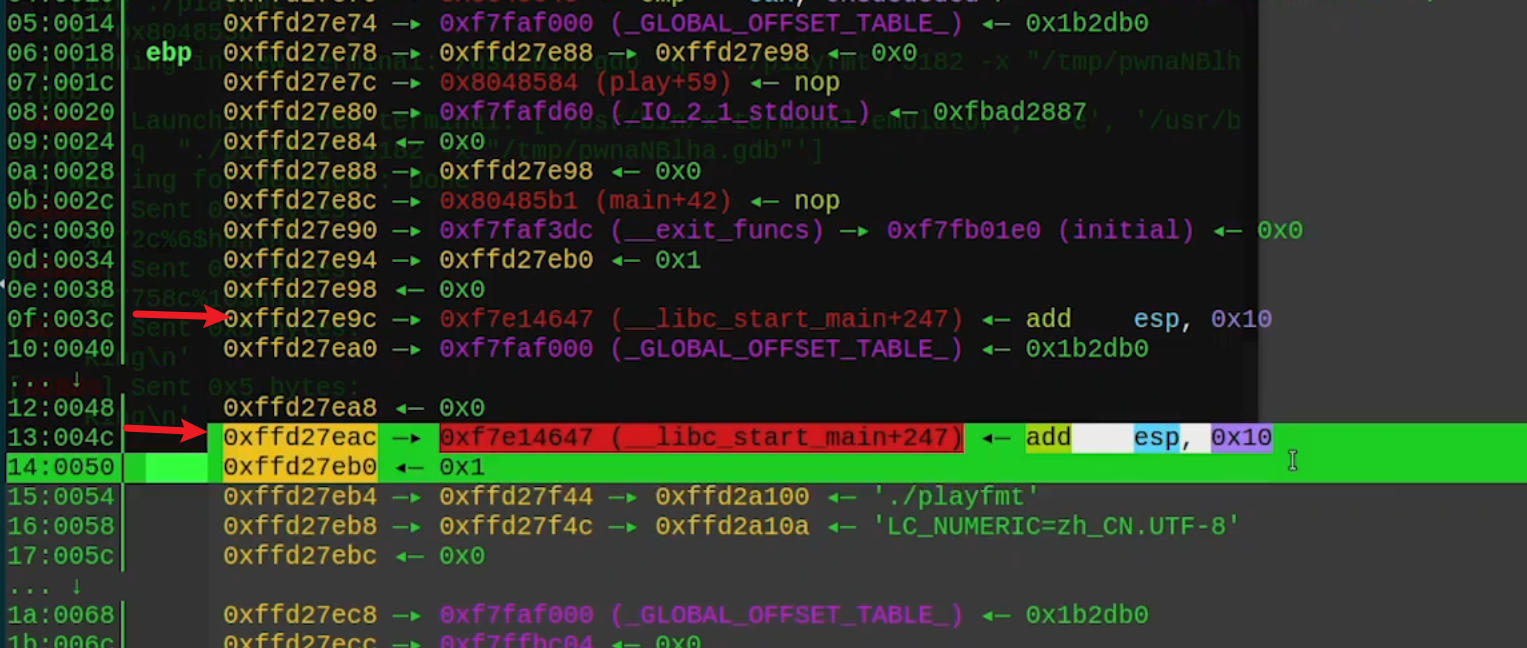 05:0014│ 0xffd27e74 —▸ 0xf7faf000 (_GLOBAL_OFFSET_TABLE_) ◂— 0x1b2db0
06:0018│ ebp 0xffd27e78 —▸ 0xffd27e88 —▸ 0xffd27e98 ◂— 0x0
07:001c│ 0xffd27e7c —▸ 0x8048584 (play+59) ◂— nop
08:0020│ 0xffd27e80 —▸ 0xf7fafd60 (_IO_2_1_stdout_) ◂— 0xfbad2887
09:0024│ 0xffd27e84 ◂— 0x0
0a:0028│ 0xffd27e88 —▸ 0xffd27e98 ◂— 0x0
0b:002c│ 0xffd27e8c —▸ 0x80485b1 (main+42) ◂— nop
0c:0030│ 0xffd27e90 —▸ 0xf7faf3dc (__exit_funcs) —▸ 0xf7fb01e0 (initial) ◂— 0x0
0d:0034│ 0xffd27e94 —▸ 0xffd27eb0 ◂— 0x1
0e:0038│ 0xffd27e98 ◂— 0x0
0f:003c│ 0xffd27e9c —▸ 0xf7e14647 (__libc_start_main+247) ◂— add esp, 0x10
10:0040│ 0xffd27ea0 —▸ 0xf7faf000 (_GLOBAL_OFFSET_TABLE_) ◂— 0x1b2db0
... ↓
12:0048│ 0xffd27ea8 ◂— 0x0
13:004c│ 0xffd27eac —▸ 0xf7e14647 (__libc_start_main+247) ◂— add esp, 0x10
14:0050│ 0xffd27eb0 ◂— 0x1
15:0054│ 0xffd27eb4 —▸ 0xffd27f44 —▸ 0xffd2a100 ◂— './playfmt'
16:0058│ 0xffd27eb8 —▸ 0xffd27f4c —▸ 0xffd2a10a ◂— 'LC_NUMERIC=zh_CN.UTF-8'
17:005c│ 0xffd27ebc ◂— 0x0
... ↓
1a:0068│ 0xffd27ec8 —▸ 0xf7faf000 (_GLOBAL_OFFSET_TABLE_) ◂— 0x1b2db0
1b:006c│ 0xffd27ecc —▸ 0xf7ffbc04 ◂— 0x0